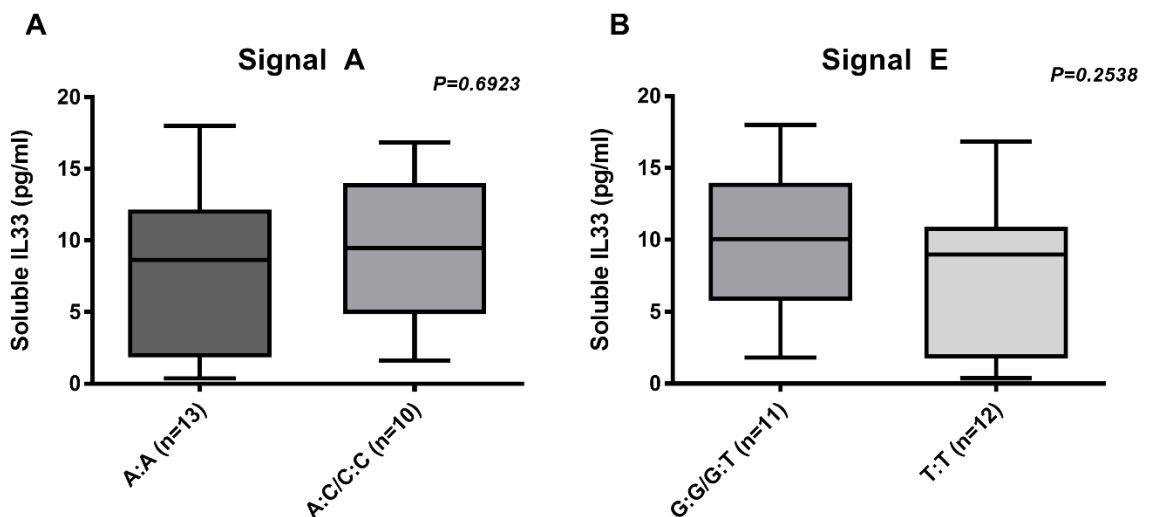 A
Signal A
P=0.6923
Soluble IL33 (pg/ml)
20
15
10
5
0
A:A (n=13)
A:C/C:C (n=10)
B
Signal E
P=0.2538
Soluble IL33 (pg/ml)
20
15
10
5
0
G:G/G:T (n=11)
T:T (n=12)